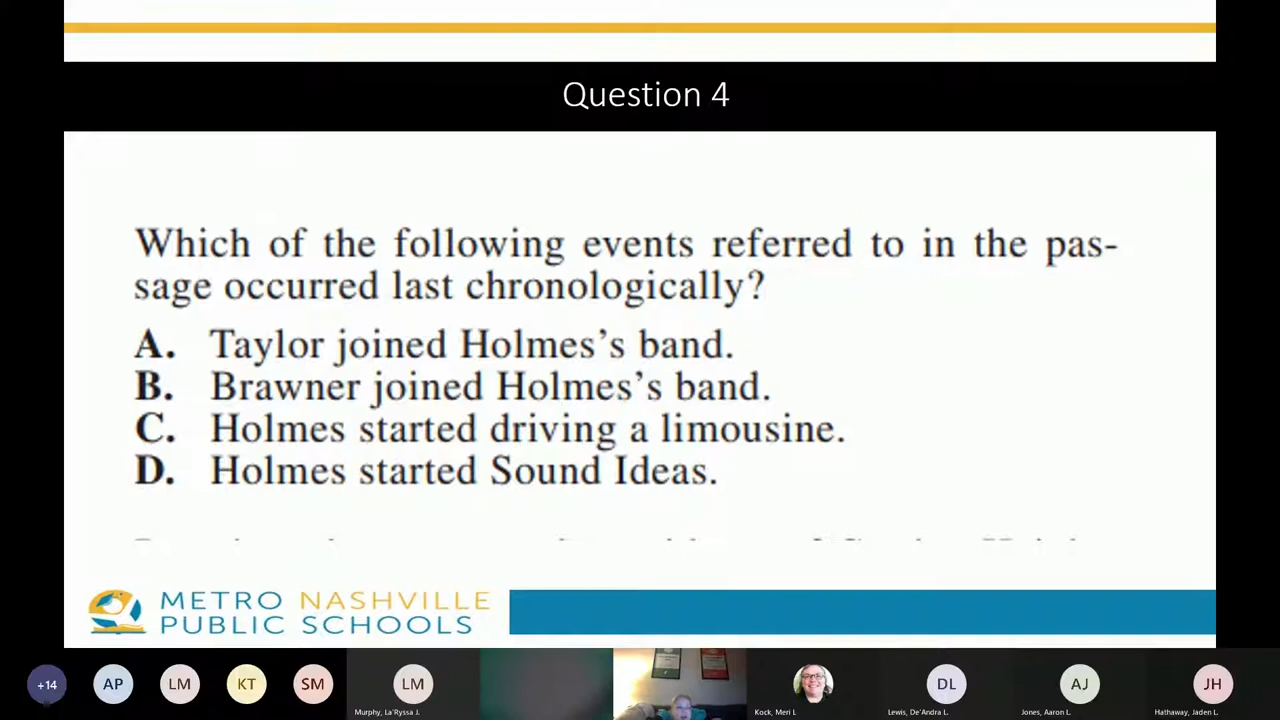 Question 4
Which of the following events referred to in the pas-
sage occurred last chronologically?
A. Taylor joined Holmes's band.
B. Brawner joined Holmes's band.
C. Holmes started driving a limousine.
D. Holmes started Sound Ideas.
METRO NASHVILLE
PUBLIC SCHOOLS
+14
AP
LM
KT
SM
LM
DL
AJ
JH
Murphy, La'Ryssa J.
Kock, Meri L
Lewis, De'Andra L.
Jones, Aaron L.
Hathaway, Jaden L.